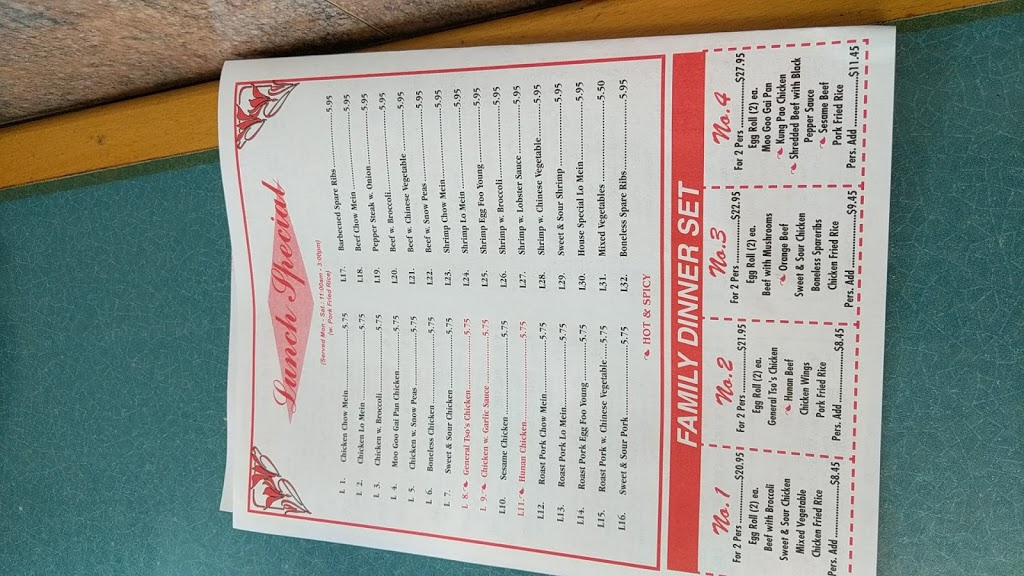 Lunch Special
(Served Mon - Sat.: 11:00am - 3:00pm)
(w. Pork Fried Rice)
L 1. Chicken Chow Mein 5.75
L 2. Chicken Lo Mein 5.75
L 3. Chicken w. Broccoli 5.75
L 4. Moo Goo Gai Pan Chicken 5.75
L 5. Chicken w. Snow Peas 5.75
L 6. Boneless Chicken 5.75
L 7. Sweet & Sour Chicken 5.75
L 8. General Tso's Chicken 5.75
L 9. Chicken w. Garlic Sauce 5.75
L10. Sesame Chicken 5.75
L11. Hunan Chicken 5.75
L12. Roast Pork Chow Mein 5.75
L13. Roast Pork Lo Mein 5.75
L14. Roast Pork Egg Foo Young 5.75
L15. Roast Pork w. Chinese Vegetable 5.75
L16. Sweet & Sour Pork 5.75
L17. Barbecued Spare Ribs 5.95
L18. Beef Chow Mein 5.95
L19. Pepper Steak w. Onion 5.95
L20. Beef w. Broccoli 5.95
L21. Beef w. Chinese Vegetable 5.95
L22. Beef w. Snow Peas 5.95
L23. Shrimp Chow Mein 5.95
L24. Shrimp Lo Mein 5.95
L25. Shrimp Egg Foo Young 5.95
L26. Shrimp w. Broccoli 5.95
L27. Shrimp w. Lobster Sauce 5.95
L28. Shrimp w. Chinese Vegetable 5.95
L29. Sweet & Sour Shrimp 5.95
L30. House Special Lo Mein 5.95
L31. Mixed Vegetables 5.50
L32. Boneless Spare Ribs 5.95
HOT & SPICY
FAMILY DINNER SET
No.1
For 2 Pers $20.95
Egg Roll (2) ea.
Beef with Broccoli
Sweet & Sour Chicken
Mixed Vegetable
Chicken Fried Rice
Pers. Add $8.45
No.2
For 2 Pers $21.95
Egg Roll (2) ea.
General Tso's Chicken
Hunan Beef
Chicken Wings
Pork Fried Rice
Pers. Add $8.45
No.3
For 2 Pers $22.95
Egg Roll (2) ea.
Beef with Mushrooms
Orange Beef
Sweet & Sour Chicken
Boneless Spareribs
Chicken Fried Rice
Pers. Add $9.45
No.4
For 2 Pers $27.95
Egg Roll (2) ea.
Moo Goo Gai Pan
Kung Pao Chicken
Shredded Beef with Black
Pepper Sauce
Sesame Beef
Pork Fried Rice
Pers. Add $11.45